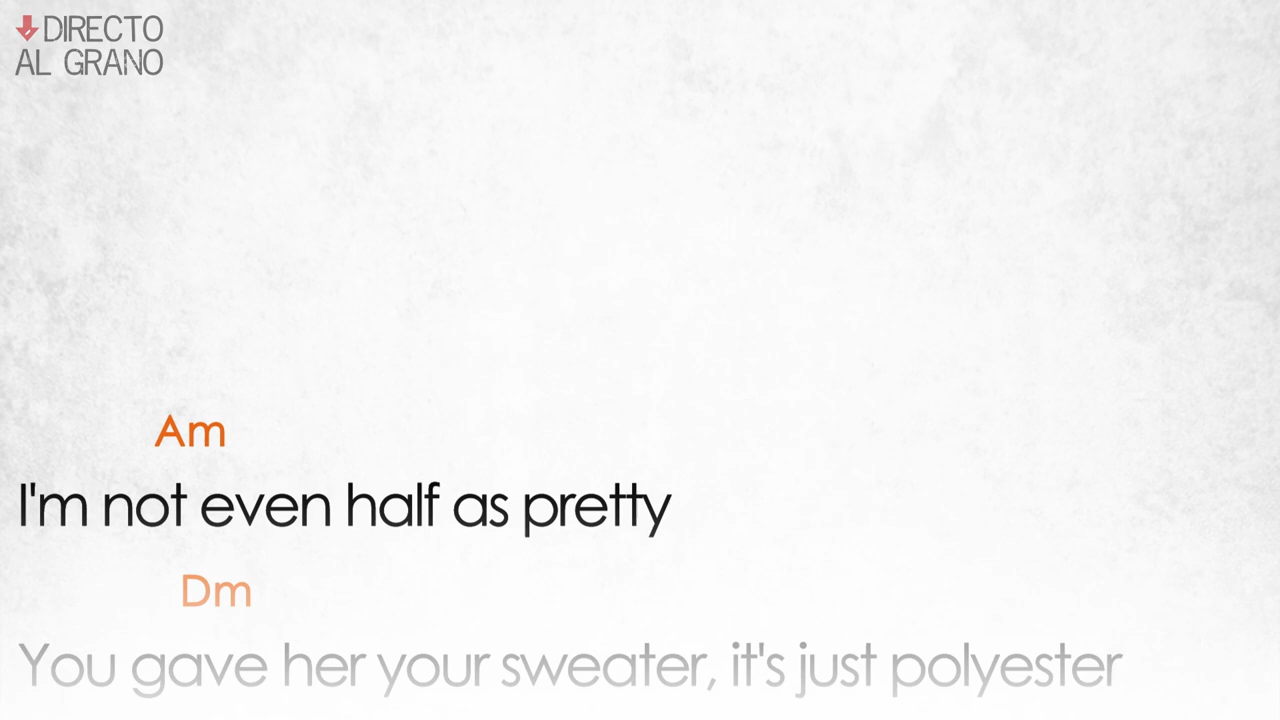 DIRECTO
AL GRANO
Am
I'm not even half as pretty
Dm
You gave her your sweater, it's just polyester